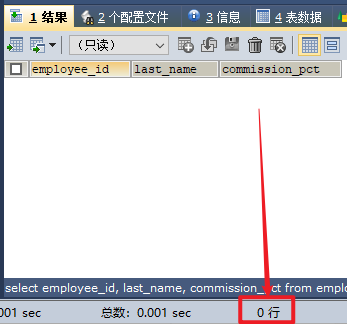 1 结果 2 个配置文件 3 信息 4 表数据
（只读）
employee_id last_name commission_pct
select employee_id, last_name, commission_pct from emplo
001 sec 总数: 0.001 sec 0 行